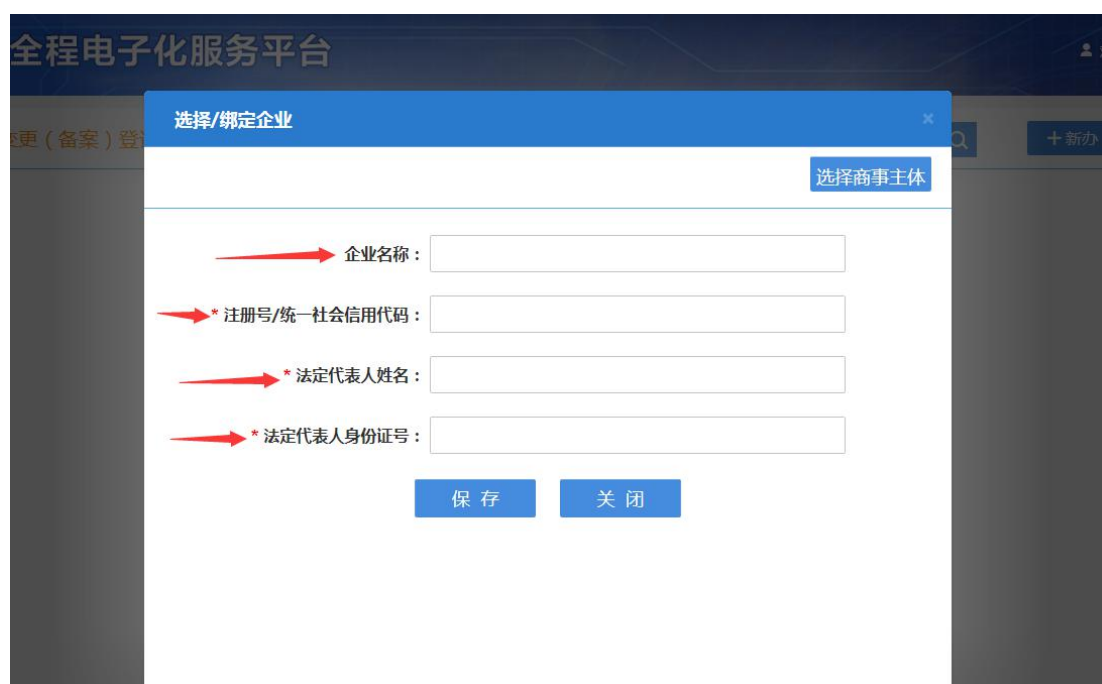 全程电子化服务平台
选择/绑定企业
×
变更（备案）登
＋新办
选择商事主体
企业名称：
* 注册号/统一社会信用代码：
* 法定代表人姓名：
* 法定代表人身份证号：
保 存
关 闭